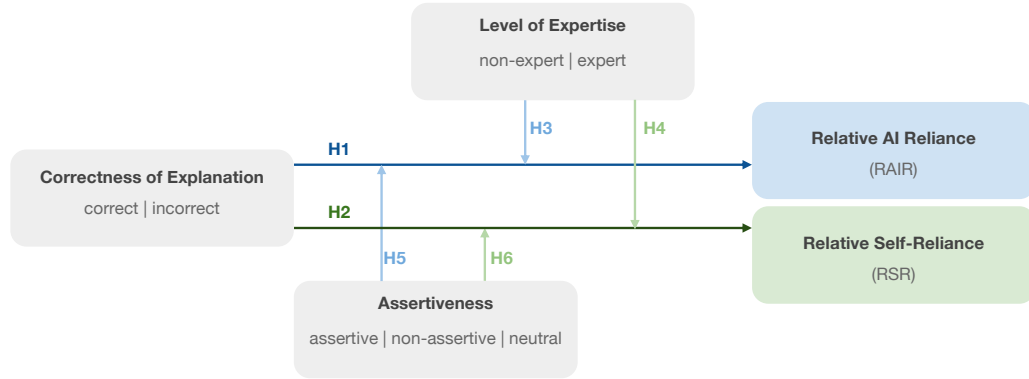 Level of Expertise
non-expert | expert
H3
H4
H1
Relative AI Reliance
(RAIR)
Correctness of Explanation
correct | incorrect
H2
Relative Self-Reliance
(RSR)
H5
H6
Assertiveness
assertive | non-assertive | neutral